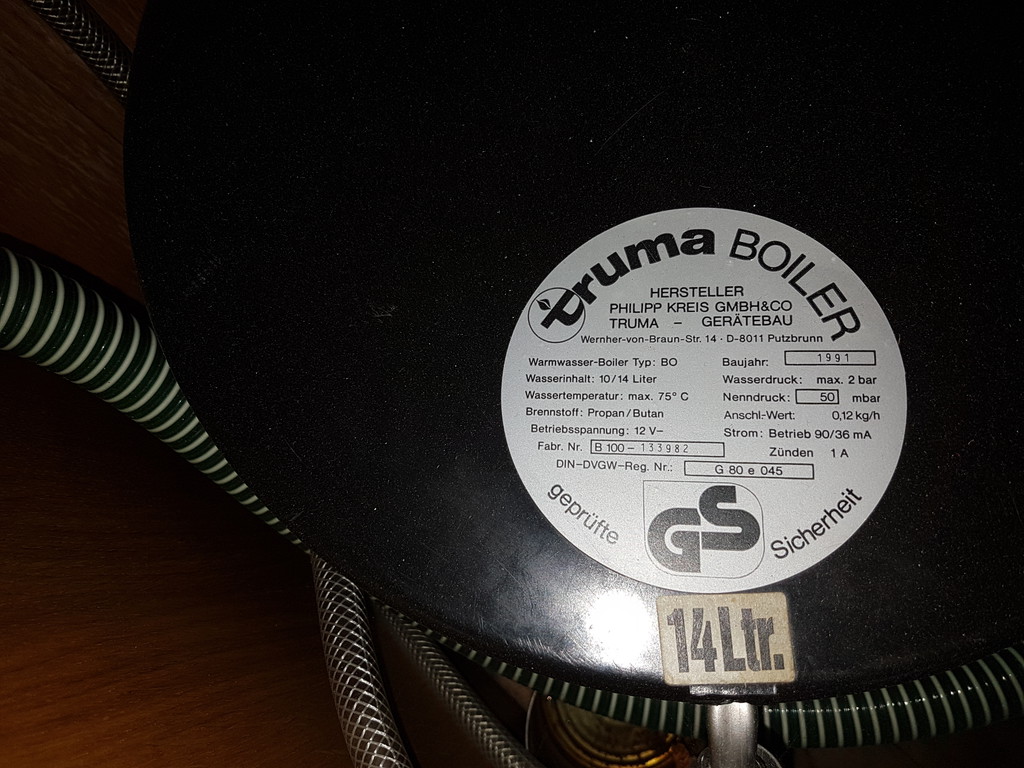 truma BOILER
HERSTELLER
PHILIPP KREIS GMBH&CO
TRUMA – GERÄTEBAU
Wernher-von-Braun-Str. 14 · D-8011 Putzbrunn
Warmwasser-Boiler Typ: BO
Wasserinhalt: 10/14 Liter
Wassertemperatur: max. 75° C
Brennstoff: Propan/Butan
Betriebsspannung: 12 V–
Baujahr: 1991
Wasserdruck: max. 2 bar
Nenndruck: 50 mbar
Anschl-Wert: 0,12 kg/h
Strom: Betrieb 90/36 mA
Zünden 1 A
Fabr. Nr. B 100 – 133982
DIN–DVGW–Reg. Nr.: G 80 e 045
geprüfte
GS
Sicherheit
14 Ltr.